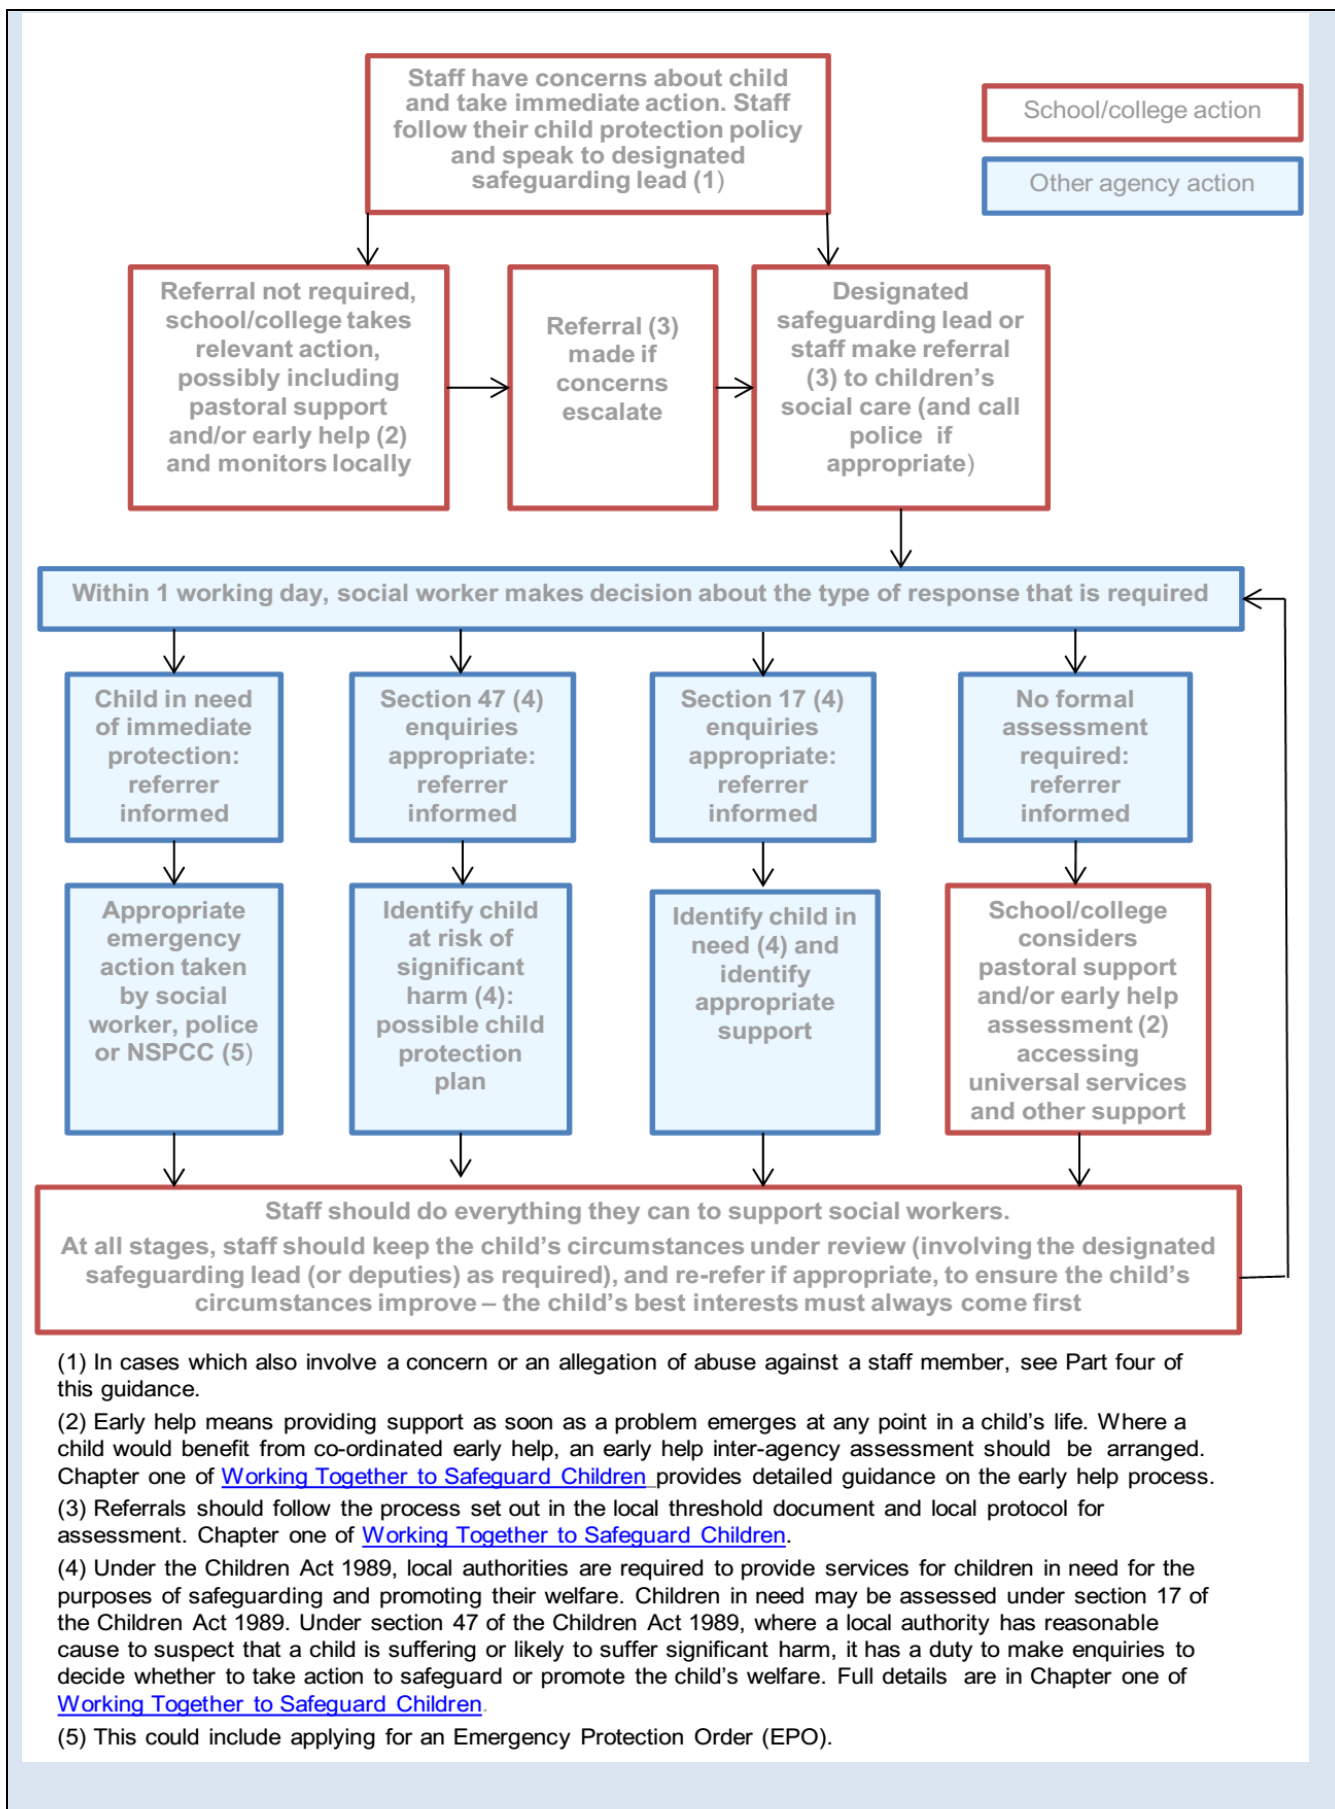 Staff have concerns about child
and take immediate action. Staff
follow their child protection policy
and speak to designated
safeguarding lead (1)
School/college action
Other agency action
Referral not required,
school/college takes
relevant action,
possibly including
pastoral support
and/or early help (2)
and monitors locally
Referral (3)
made if
concerns
escalate
Designated
safeguarding lead or
staff make referral
(3) to children’s
social care (and call
police if
appropriate)
Within 1 working day, social worker makes decision about the type of response that is required
Child in need
of immediate
protection:
referrer
informed
Section 47 (4)
enquiries
appropriate:
referrer
informed
Section 17 (4)
enquiries
appropriate:
referrer
informed
No formal
assessment
required:
referrer
informed
Appropriate
emergency
action taken
by social
worker, police
or NSPCC (5)
Identify child
at risk of
significant
harm (4):
possible child
protection
plan
Identify child in
need (4) and
identify
appropriate
support
School/college
considers
pastoral support
and/or early help
assessment (2)
accessing
universal services
and other support
Staff should do everything they can to support social workers.
At all stages, staff should keep the child’s circumstances under review (involving the designated
safeguarding lead (or deputies) as required), and re-refer if appropriate, to ensure the child’s
circumstances improve – the child’s best interests must always come first
(1) In cases which also involve a concern or an allegation of abuse against a staff member, see Part four of
this guidance.
(2) Early help means providing support as soon as a problem emerges at any point in a child’s life. Where a
child would benefit from co-ordinated early help, an early help inter-agency assessment should be arranged.
Chapter one of Working Together to Safeguard Children provides detailed guidance on the early help process.
(3) Referrals should follow the process set out in the local threshold document and local protocol for
assessment. Chapter one of Working Together to Safeguard Children.
(4) Under the Children Act 1989, local authorities are required to provide services for children in need for the
purposes of safeguarding and promoting their welfare. Children in need may be assessed under section 17 of
the Children Act 1989. Under section 47 of the Children Act 1989, where a local authority has reasonable
cause to suspect that a child is suffering or likely to suffer significant harm, it has a duty to make enquiries to
decide whether to take action to safeguard or promote the child’s welfare. Full details are in Chapter one of
Working Together to Safeguard Children.
(5) This could include applying for an Emergency Protection Order (EPO).